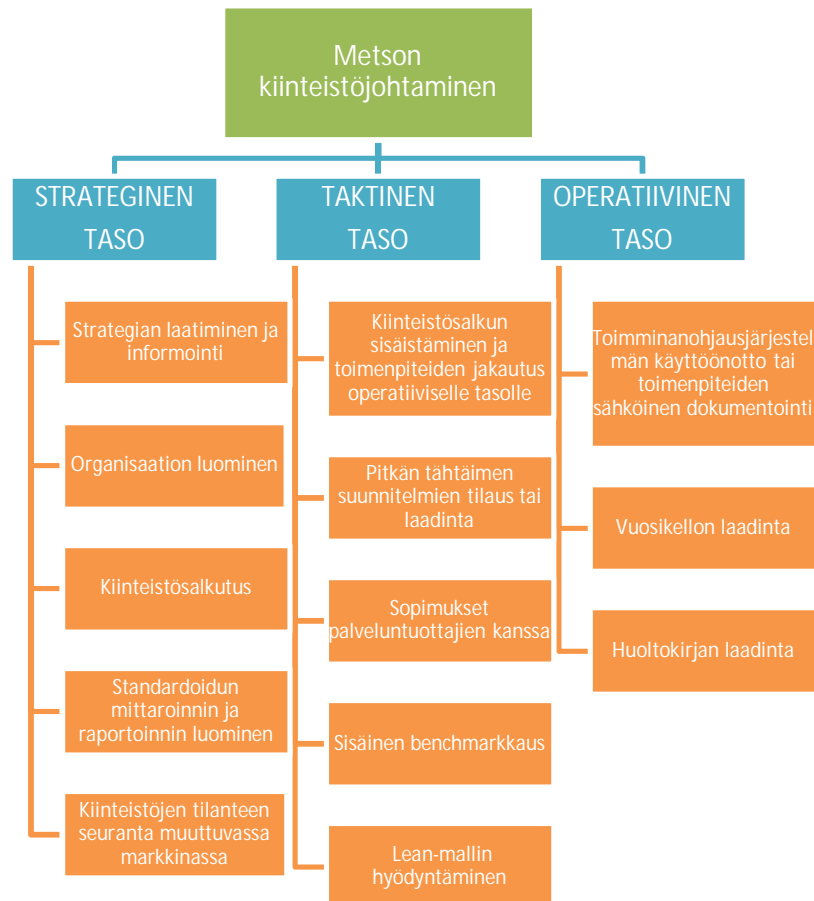 Metson
kiinteistöjohtaminen
STRATEGINEN
TASO
Strategian laatiminen ja
informointi
Organisaation luominen
Kiinteistösalkutus
Standardoidun
mittaroinnin ja
raportoinnin luominen
Kiinteistöjen tilanteen
seuranta muuttuvassa
markkinassa
TAKTINEN
TASO
Kiinteistösalkun
sisäistäminen ja
toimenpiteiden jakautus
operatiiviselle tasolle
Pitkän tähtäimen
suunnitelmien tilaus tai
laadinta
Sopimukset
palveluntuottajien kanssa
Sisäinen benchmarkkaus
Lean-mallin
hyödyntäminen
OPERATIIVINEN
TASO
Toimminanohjausjärjestel
män käyttöönotto tai
toimenpiteiden
sähköinen dokumentointi
Vuosikellon laadinta
Huoltokirjan laadinta